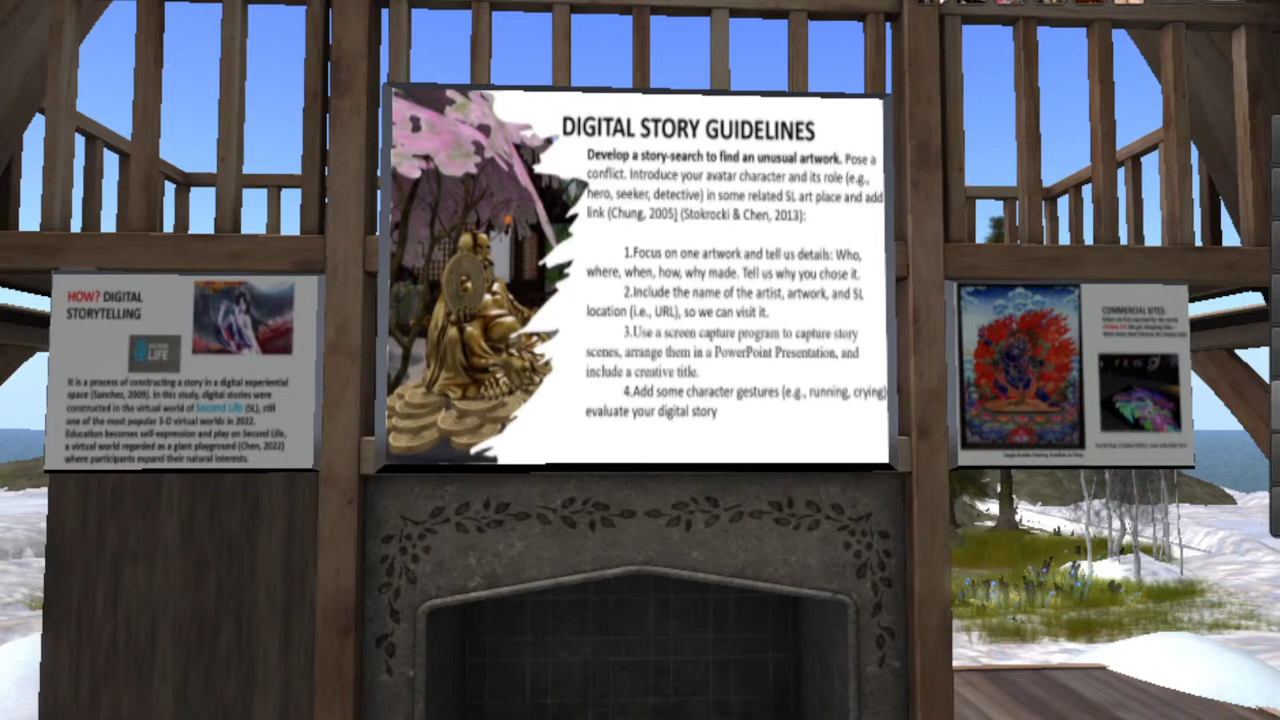 HOW? DIGITAL
STORYTELLING
SECOND
LIFE
It is a process of constructing a story in a digital experiential
space (Sanchez, 2009). In this study, digital stories were
constructed in the virtual world of Second Life (SL), still
one of the most popular 3-D virtual worlds in 2022.
Education becomes self-expression and play on Second Life,
a virtual world regarded as a giant playground (Chen, 2022)
where participants expand their natural interests.
DIGITAL STORY GUIDELINES
Develop a story-search to find an unusual artwork. Pose a
conflict. Introduce your avatar character and its role (e.g.,
hero, seeker, detective) in some related SL art place and add
link (Chung, 2005] (Stokrocki & Chen, 2013):
1.Focus on one artwork and tell us details: Who,
where, when, how, why made. Tell us why you chose it.
2.Include the name of the artist, artwork, and SL
location (i.e., URL), so we can visit it.
3.Use a screen capture program to capture story
scenes, arrange them in a PowerPoint Presentation, and
include a creative title.
4.Add some character gestures (e.g., running, crying)
evaluate your digital story
COMMERCIAL SITES: